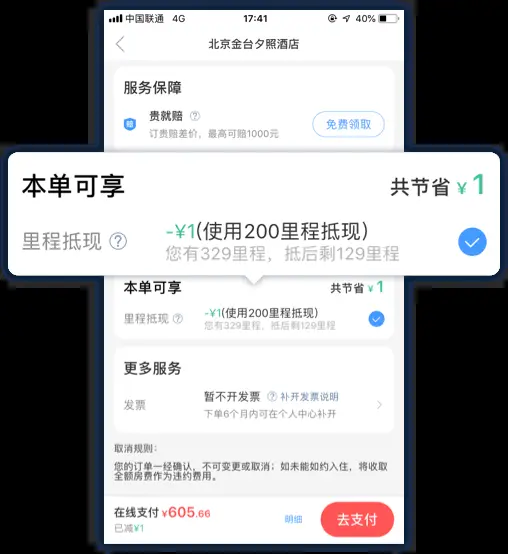 中国联通 4G 17:41 40%
北京金台夕照酒店
服务保障
赔 贵就赔 ?
订贵赔差价，最高可赔1000元
免费领取
本单可享 共节省 ¥1
里程抵现 ? -¥1(使用200里程抵现)
您有329里程，抵后剩129里程
本单可享 共节省 ¥1
里程抵现 ? -¥1(使用200里程抵现)
您有329里程，抵后剩129里程
更多服务
发票 暂不开发票 ? 补开发票说明
下单6个月内可在个人中心补开
取消规则：
您的订单一经确认，不可变更或取消；如未能如约入住，将收取
全额房费作为违约费用。
在线支付 ¥605.66
已减¥1
明细
去支付